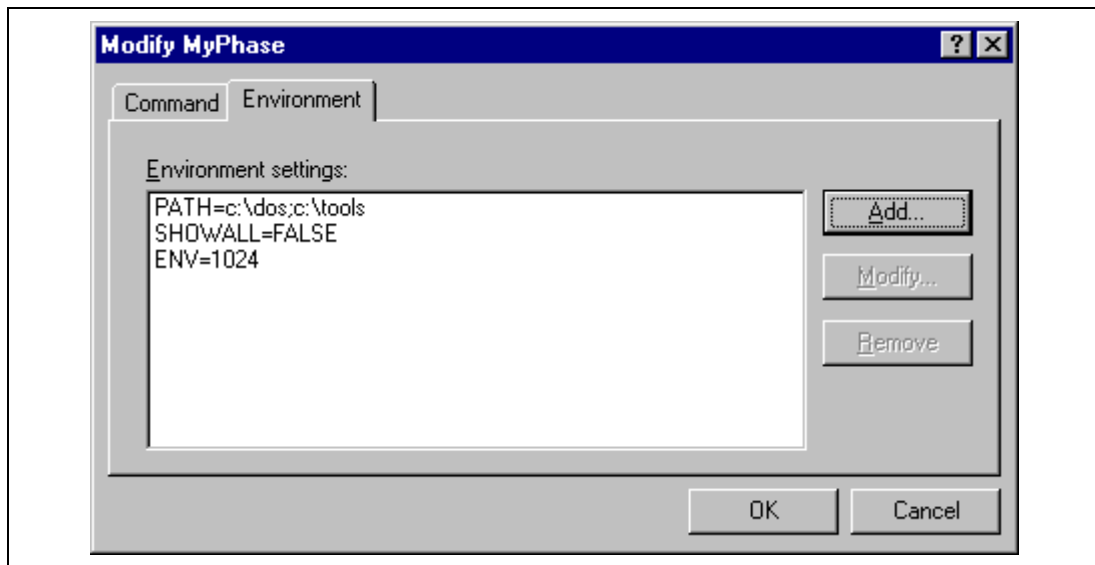 Modify MyPhase
Command Environment
Environment settings:
PATH=c:\dos;c:\tools
SHOWALL=FALSE
ENV=1024
Add...
Modify...
Remove
OK Cancel